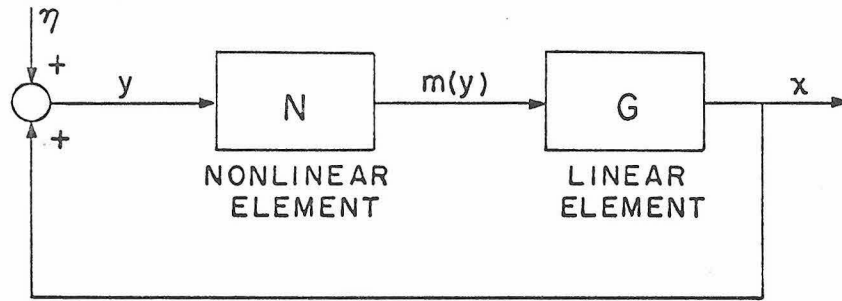 η
+
+
y
N
m(y)
G
x
NONLINEAR
ELEMENT
LINEAR
ELEMENT